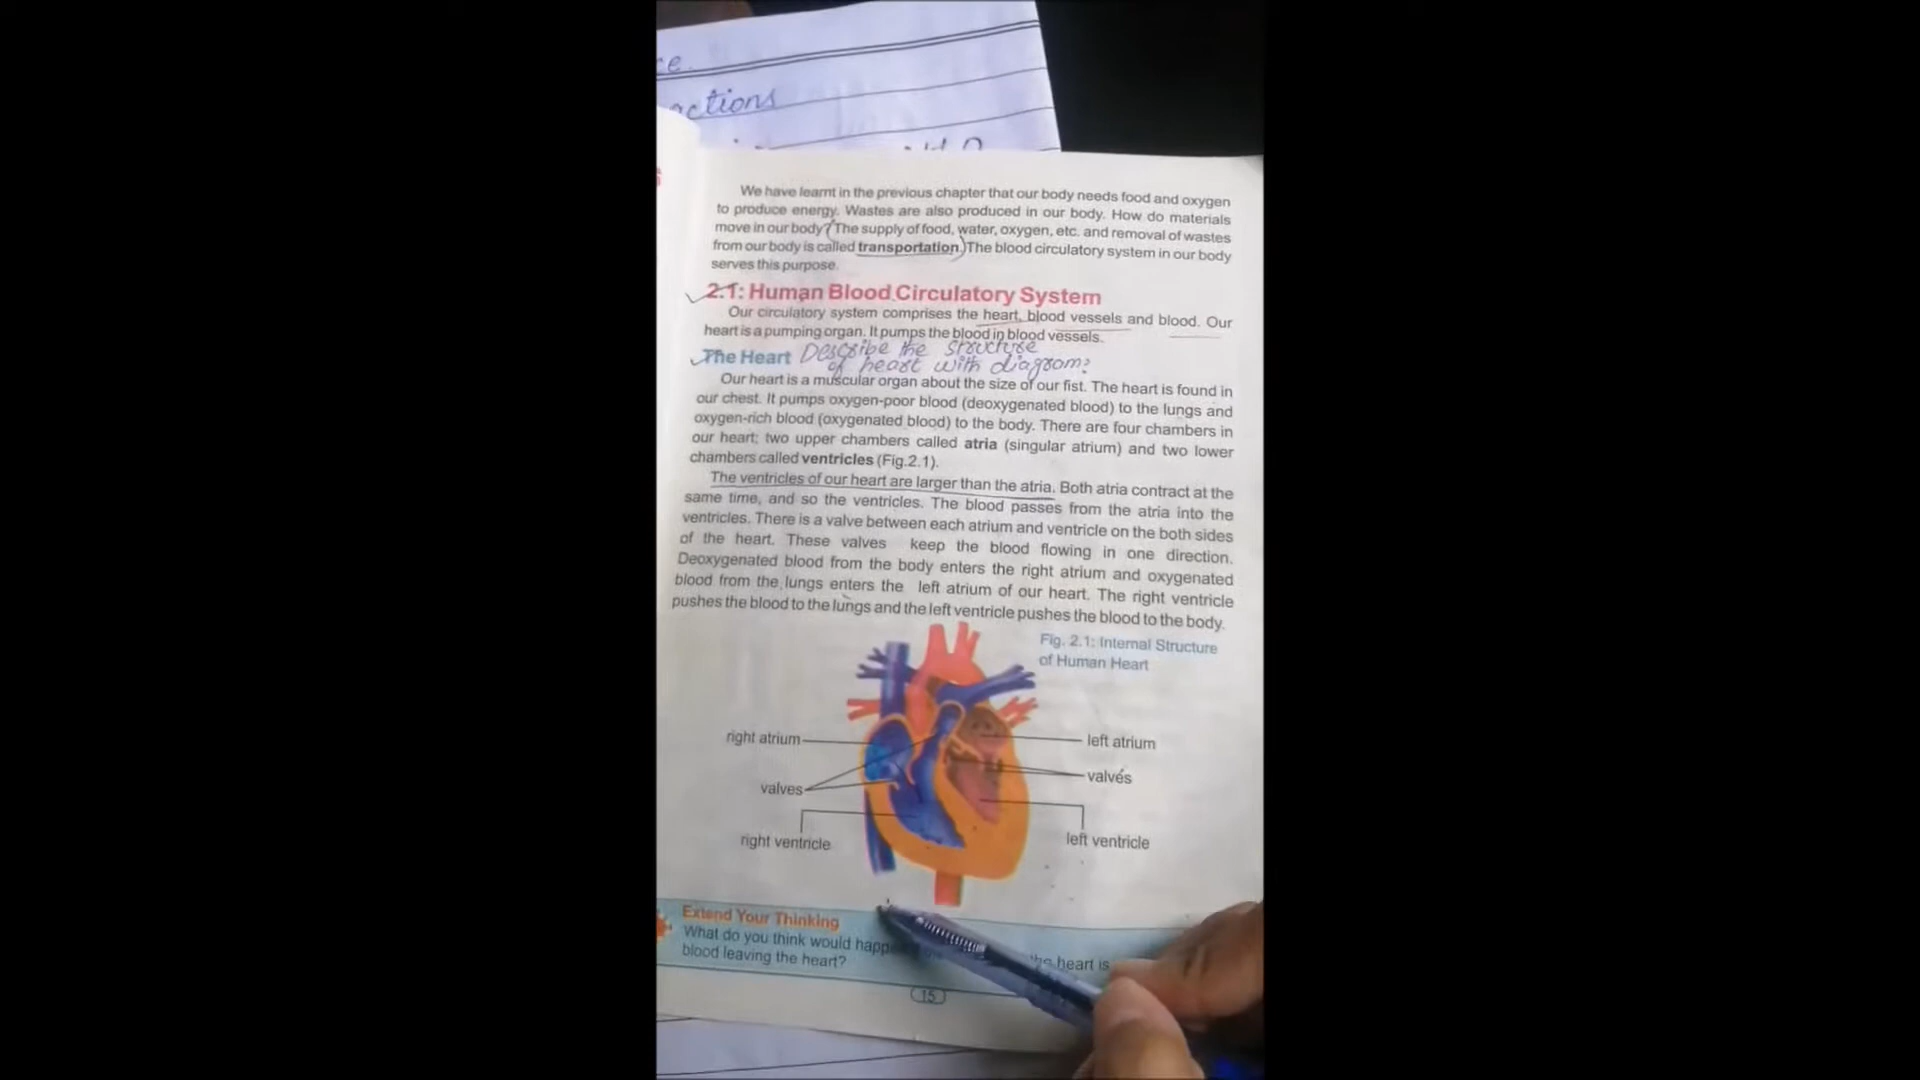 ce.
actions
We have learnt in the previous chapter that our body needs food and oxygen
to produce energy. Wastes are also produced in our body. How do materials
move in our body? (The supply of food, water, oxygen, etc. and removal of wastes
from our body is called transportation.) The blood circulatory system in our body
serves this purpose.
2.1: Human Blood Circulatory System
Our circulatory system comprises the heart, blood vessels and blood. Our
heart is a pumping organ. It pumps the blood in blood vessels.
The Heart Describe the structure
of heart with diagrom?
Our heart is a muscular organ about the size of our fist. The heart is found in
our chest. It pumps oxygen-poor blood (deoxygenated blood) to the lungs and
oxygen-rich blood (oxygenated blood) to the body. There are four chambers in
our heart; two upper chambers called atria (singular atrium) and two lower
chambers called ventricles (Fig.2.1).
The ventricles of our heart are larger than the atria. Both atria contract at the
same time, and so the ventricles. The blood passes from the atria into the
ventricles. There is a valve between each atrium and ventricle on the both sides
of the heart. These valves keep the blood flowing in one direction.
Deoxygenated blood from the body enters the right atrium and oxygenated
blood from the lungs enters the left atrium of our heart. The right ventricle
pushes the blood to the lungs and the left ventricle pushes the blood to the body.
Fig. 2.1: Internal Structure
of Human Heart
right atrium
left atrium
valves
valves
right ventricle
left ventricle
Extend Your Thinking
What do you think would the heart is
blood leaving the heart?
15